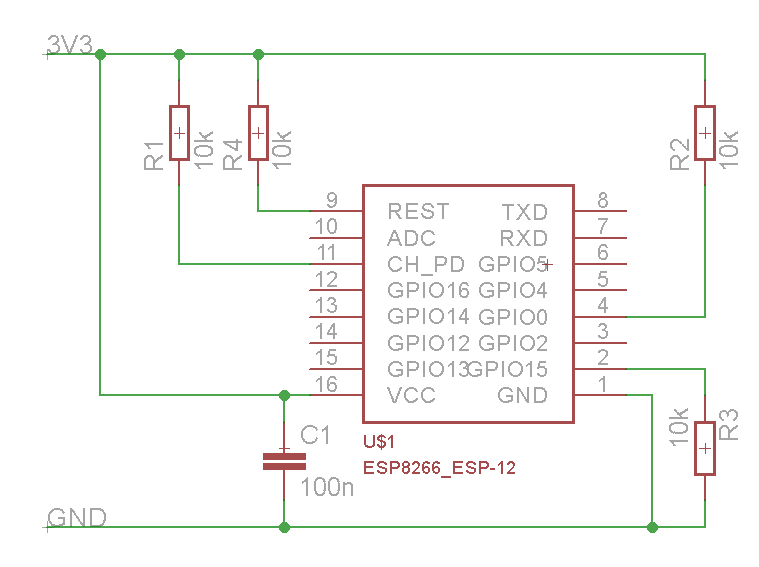 3V3
R1
10k
R4
10k
R2
10k
9 REST TXD 8
10 ADC RXD 7
11 CH_PD GPIO5 6
12 GPIO16 GPIO4 5
13 GPIO14 GPIO0 4
14 GPIO12 GPIO2 3
15 GPIO13 GPIO15 2
16 VCC GND 1
C1
100n
U$1
ESP8266_ESP-12
10k
R3
GND